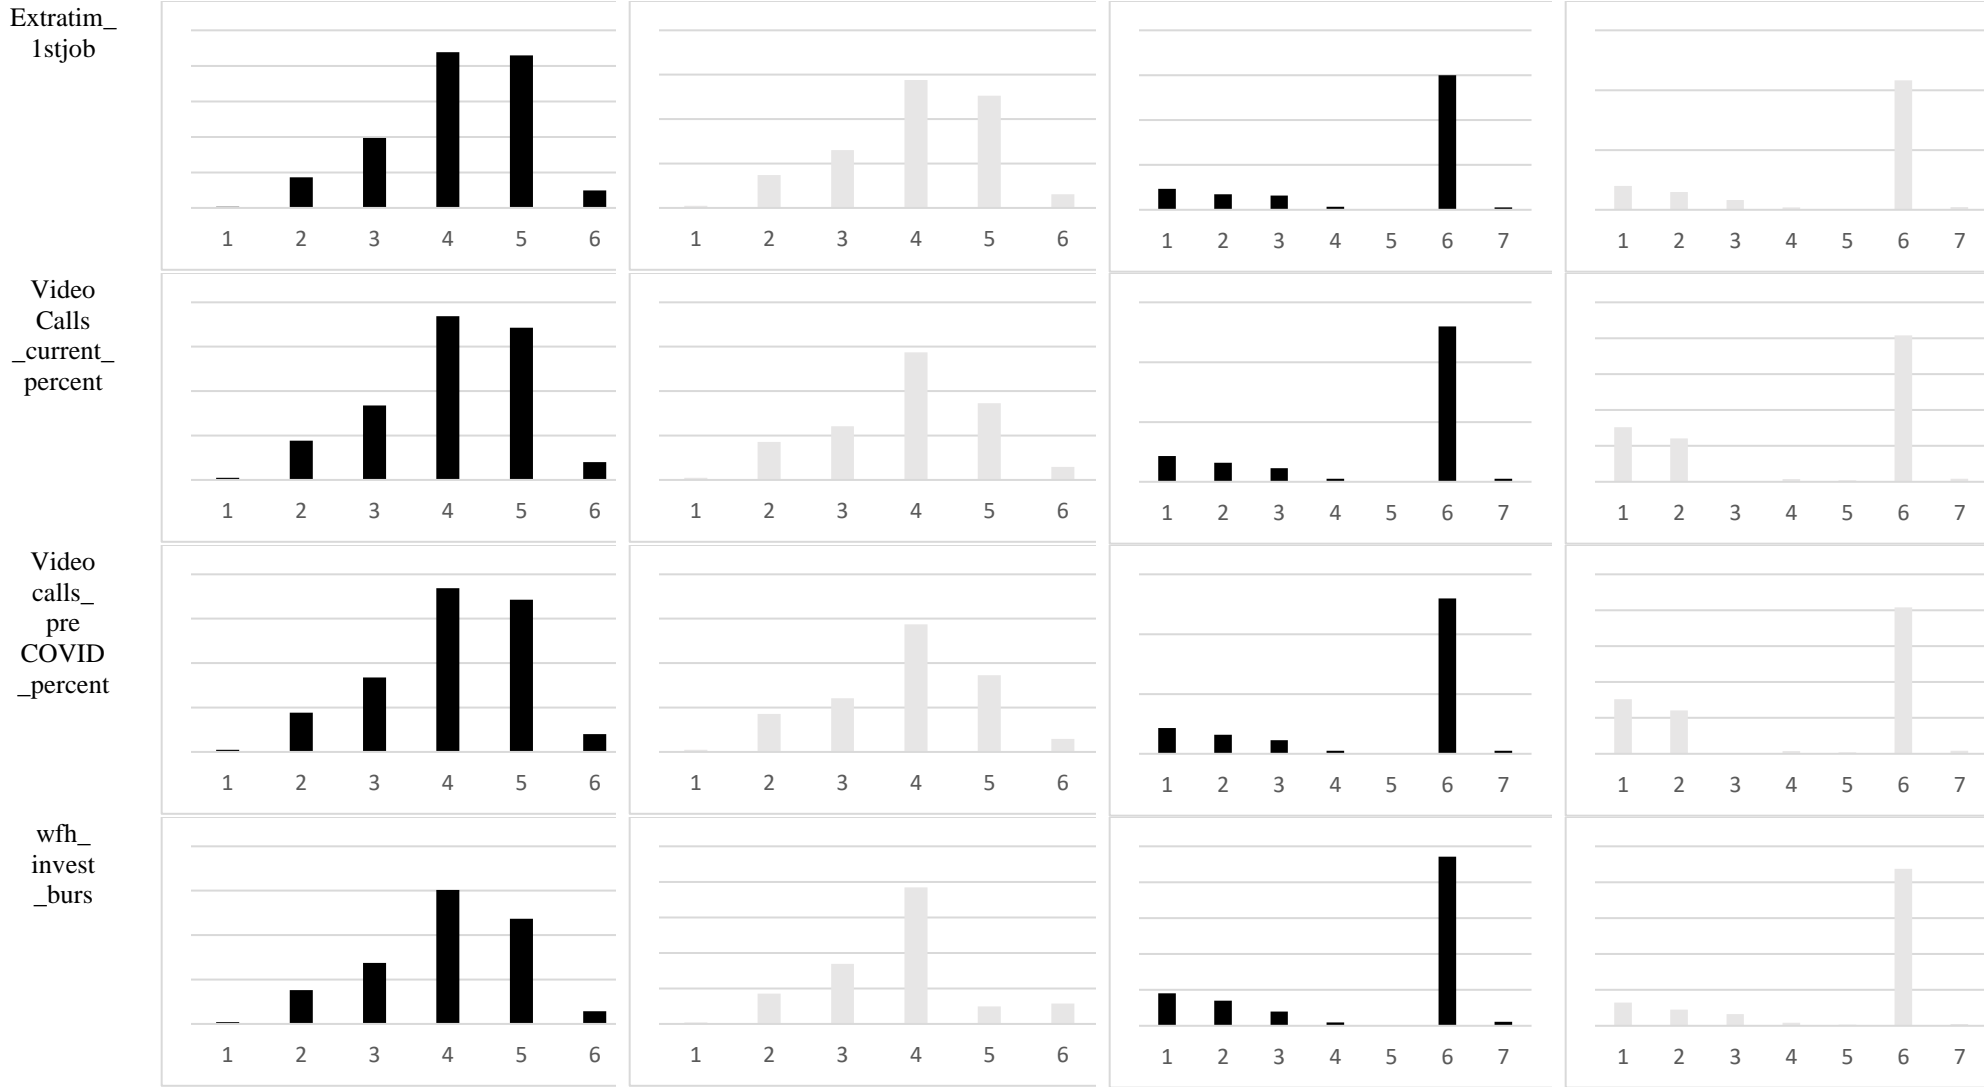 Extratim_
1stjob
1 2 3 4 5 6
1 2 3 4 5 6
1 2 3 4 5 6 7
1 2 3 4 5 6 7
Video
Calls
_current_
percent
1 2 3 4 5 6
1 2 3 4 5 6
1 2 3 4 5 6 7
1 2 3 4 5 6 7
Video
calls_
pre
COVID
_percent
1 2 3 4 5 6
1 2 3 4 5 6
1 2 3 4 5 6 7
1 2 3 4 5 6 7
wfh_
invest
_burs
1 2 3 4 5 6
1 2 3 4 5 6
1 2 3 4 5 6 7
1 2 3 4 5 6 7